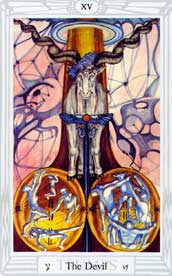 XV
ע The Devil ♑